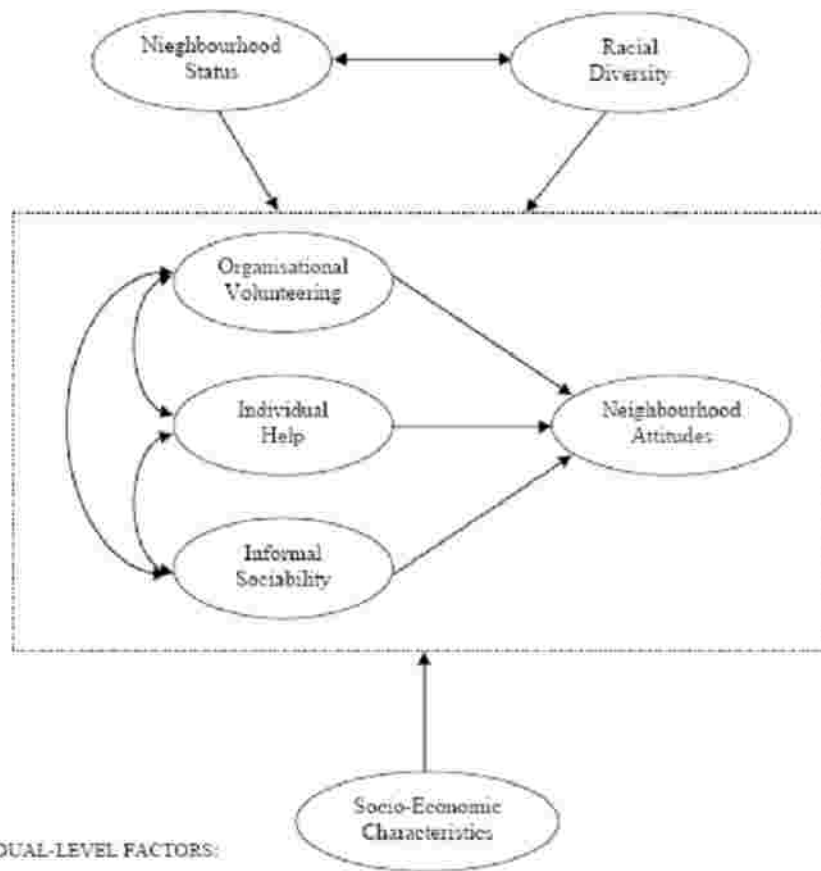 Nieghbourhood
Status
Racial
Diversity
Organisational
Volunteering
Individual
Help
Neighbourhood
Attitudes
Informal
Sociability
Socio-Economic
Characteristics
DUAL-LEVEL FACTORS: